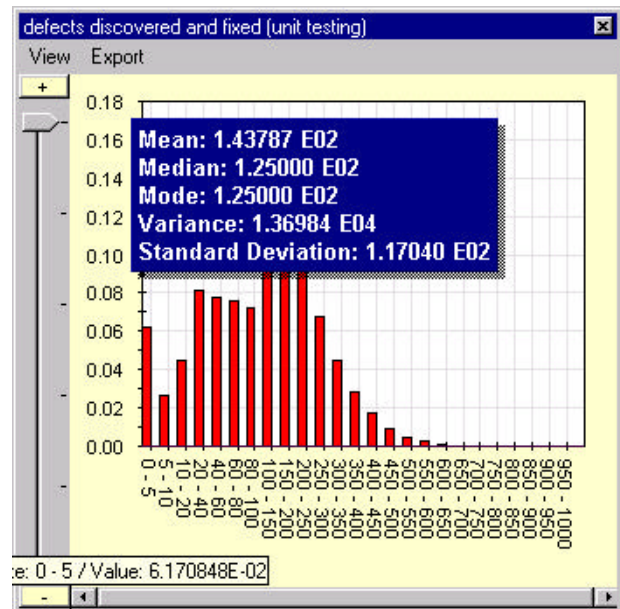 defects discovered and fixed (unit testing)
View Export
+
0.18
0.16
0.14
0.12
0.10
0.08
0.06
0.04
0.02
0.00
Mean: 1.43787 E02
Median: 1.25000 E02
Mode: 1.25000 E02
Variance: 1.36984 E04
Standard Deviation: 1.17040 E02
0 - 5
5 - 10
10 - 20
20 - 40
40 - 60
60 - 80
80 - 100
100 - 150
150 - 200
200 - 250
250 - 300
300 - 350
350 - 400
400 - 450
450 - 500
500 - 550
550 - 600
600 - 650
650 - 700
700 - 750
750 - 800
800 - 850
850 - 900
900 - 950
950 - 1000
e: 0 - 5 / Value: 6.170848E-02
-